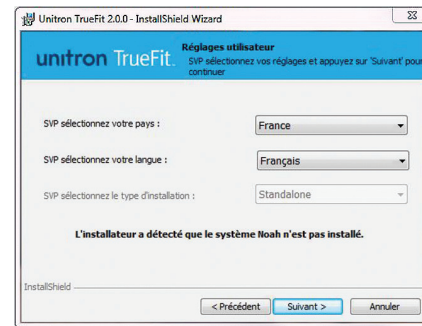 Unitron TrueFit 2.0.0 - InstallShield Wizard
unitron TrueFit.
Réglages utilisateur
SVP sélectionnez vos réglages et appuyez sur 'Suivant' pour
continuer
SVP sélectionnez votre pays :
France
SVP sélectionnez votre langue :
Français
SVP sélectionnez le type d'installation :
Standalone
L'installateur a détecté que le système Noah n'est pas installé.
InstallShield
< Précédent
Suivant >
Annuler